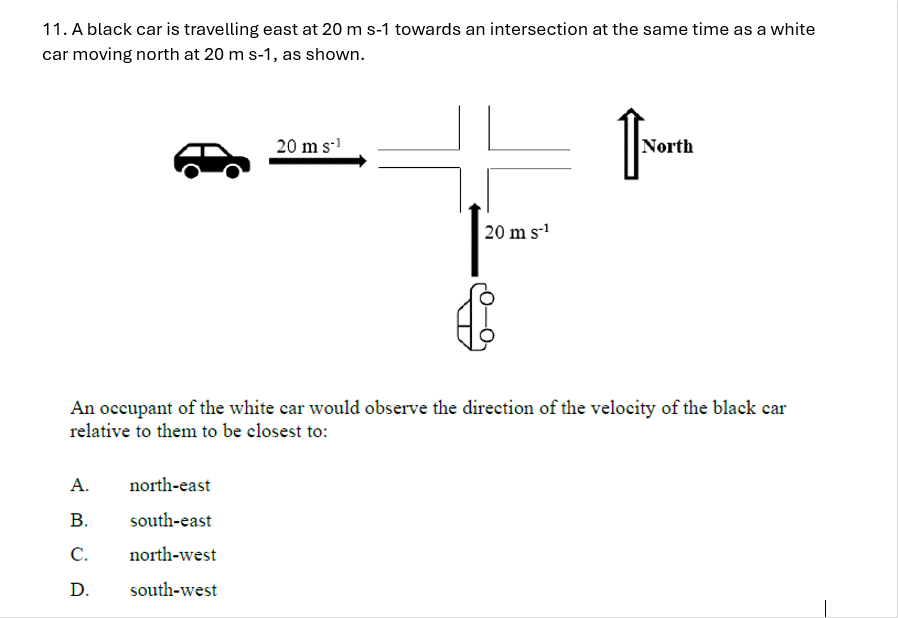 11. A black car is travelling east at 20 m s-1 towards an intersection at the same time as a white
car moving north at 20 m s-1, as shown.
20 m s⁻¹
North
20 m s⁻¹
An occupant of the white car would observe the direction of the velocity of the black car
relative to them to be closest to:
A. north-east
B. south-east
C. north-west
D. south-west